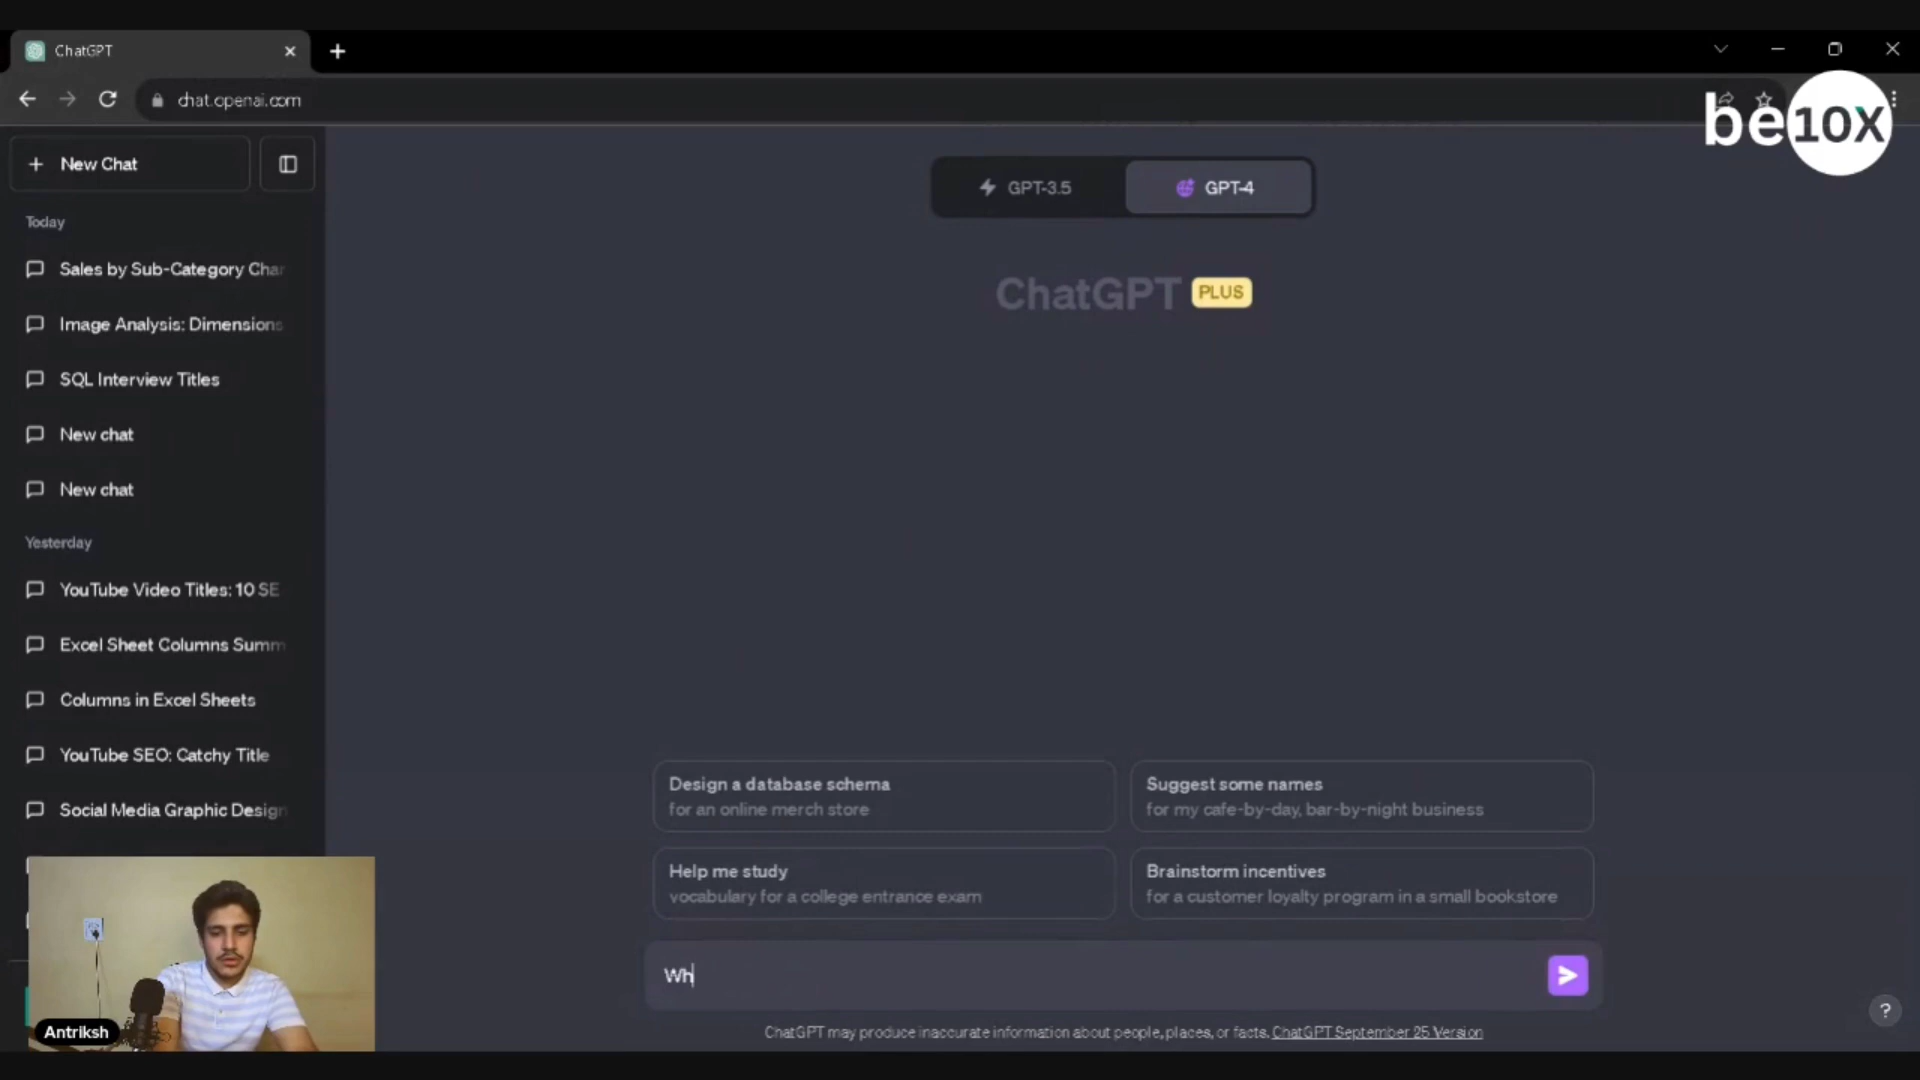 ChatGPT
chat.openai.com
be10X
New Chat
GPT-3.5
GPT-4
Today
ChatGPT PLUS
Sales by Sub-Category Char
Image Analysis: Dimensions
SQL Interview Titles
New chat
New chat
Yesterday
YouTube Video Titles: 10 SE
Excel Sheet Columns Summ
Columns in Excel Sheets
YouTube SEO: Catchy Title
Social Media Graphic Design
Design a database schema
for an online merch store
Suggest some names
for my cafe-by-day, bar-by-night business
Help me study
vocabulary for a college entrance exam
Brainstorm incentives
for a customer loyalty program in a small bookstore
Wh
?
Antriksh
ChatGPT may produce inaccurate information about people, places, or facts. ChatGPT September 25 Version